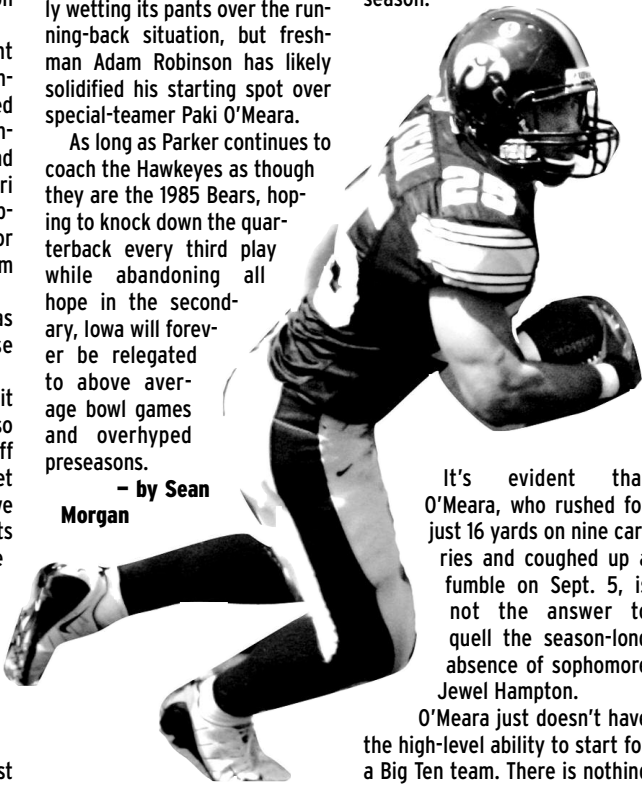 ly wetting its pants over the run-
ning-back situation, but fresh-
man Adam Robinson has likely
solidified his starting spot over
special-teamer Paki O'Meara.
As long as Parker continues to
coach the Hawkeyes as though
they are the 1985 Bears, hop-
ing to knock down the quar-
terback every third play
while abandoning all
hope in the second-
ary, Iowa will forev-
er be relegated
to above aver-
age bowl games
and overhyped
preseasons.
– by Sean
Morgan
season.
25
It's evident tha
O'Meara, who rushed fo
just 16 yards on nine car
ries and coughed up a
fumble on Sept. 5, is
not the answer to
quell the season-long
absence of sophomore
Jewel Hampton.
O'Meara just doesn't have
the high-level ability to start fo
a Big Ten team. There is nothing